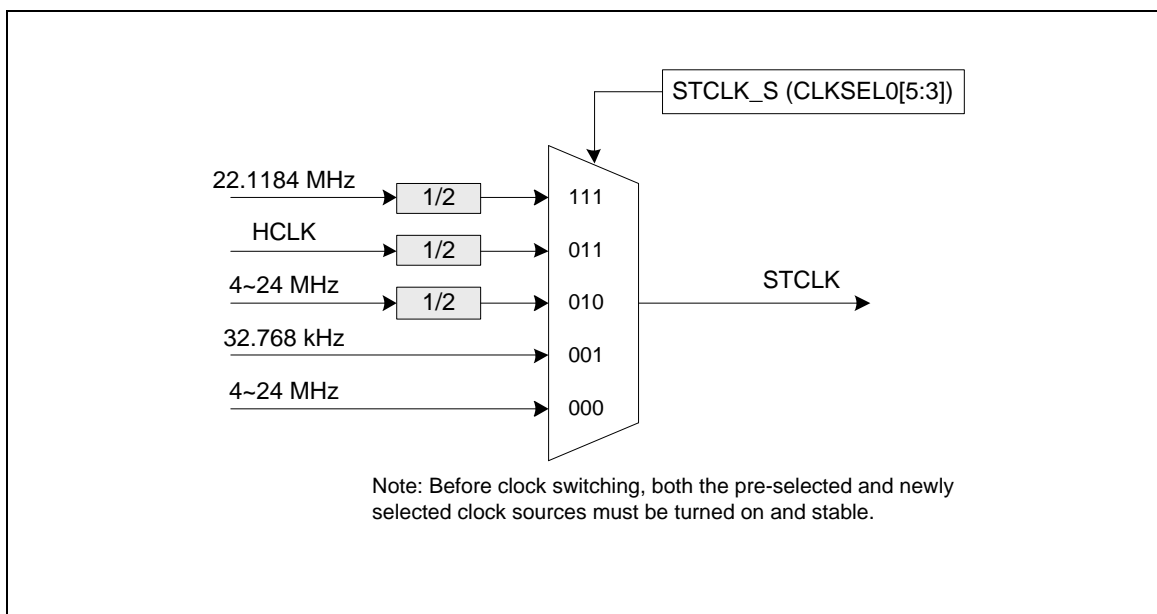 STCLK_S (CLKSEL0[5:3])
22.1184 MHz
1/2
111
HCLK
1/2
011
4~24 MHz
1/2
010
STCLK
32.768 kHz
001
4~24 MHz
000
Note: Before clock switching, both the pre-selected and newly
selected clock sources must be turned on and stable.